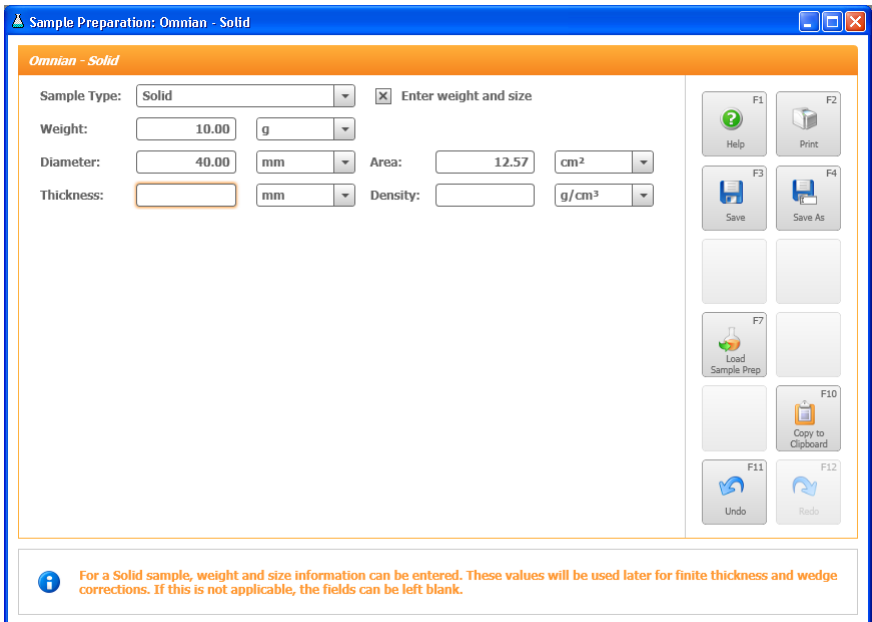 Sample Preparation: Omnian - Solid
Omnian - Solid
Sample Type: Solid Enter weight and size
Weight: 10.00 g
Diameter: 40.00 mm Area: 12.57 cm²
Thickness: mm Density: g/cm³
F1
Help
F2
Print
F3
Save
F4
Save As
F7
Load
Sample Prep
F10
Copy to
Clipboard
F11
Undo
F12
Redo
For a Solid sample, weight and size information can be entered. These values will be used later for finite thickness and wedge
corrections. If this is not applicable, the fields can be left blank.